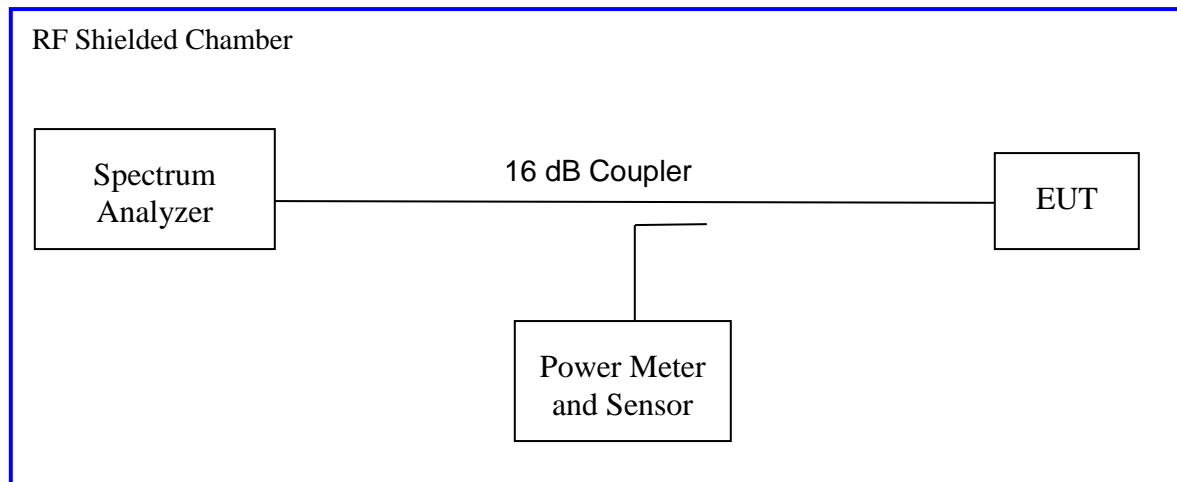 RF Shielded Chamber
Spectrum
Analyzer
16 dB Coupler
EUT
Power Meter
and Sensor